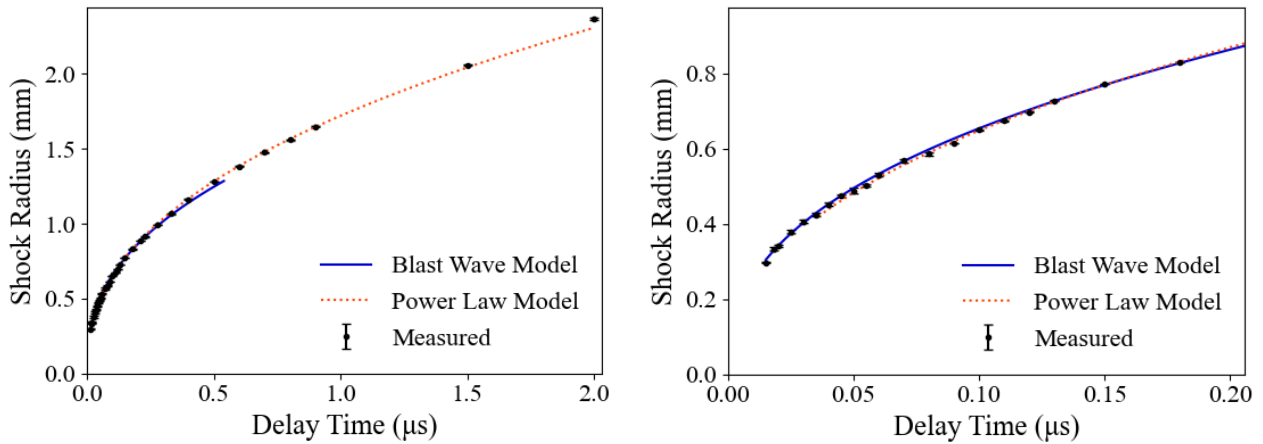 Shock Radius (mm)
2.0
1.5
1.0
0.5
0.0
Blast Wave Model
Power Law Model
Measured
0.0 0.5 1.0 1.5 2.0
Delay Time (μs)
Shock Radius (mm)
0.8
0.6
0.4
0.2
0.0
Blast Wave Model
Power Law Model
Measured
0.00 0.05 0.10 0.15 0.20
Delay Time (μs)